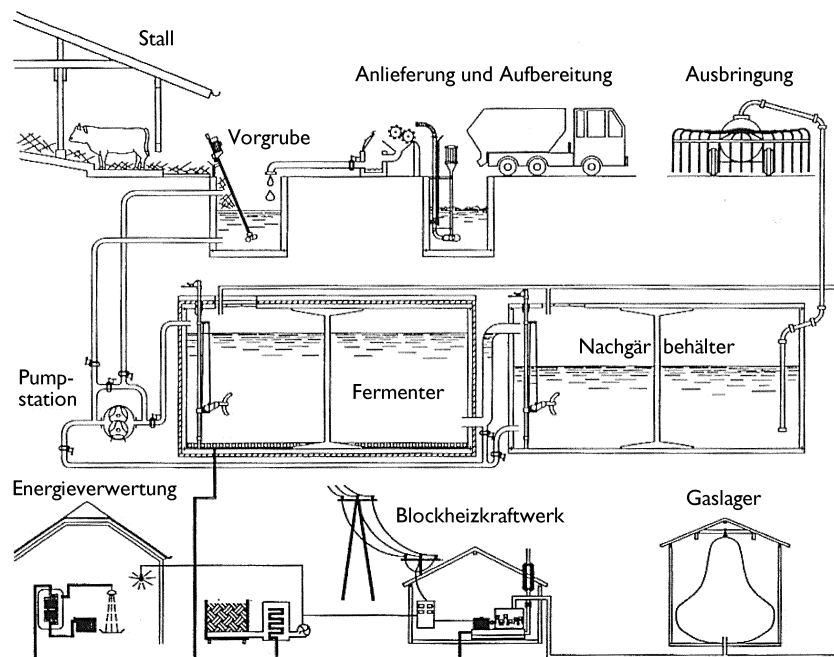 Stall
Anlieferung und Aufbereitung
Ausbringung
Vorgrube
Nachgär behälter
Pump-
station
Fermenter
Energieverwertung
Blockheizkraftwerk
Gaslager